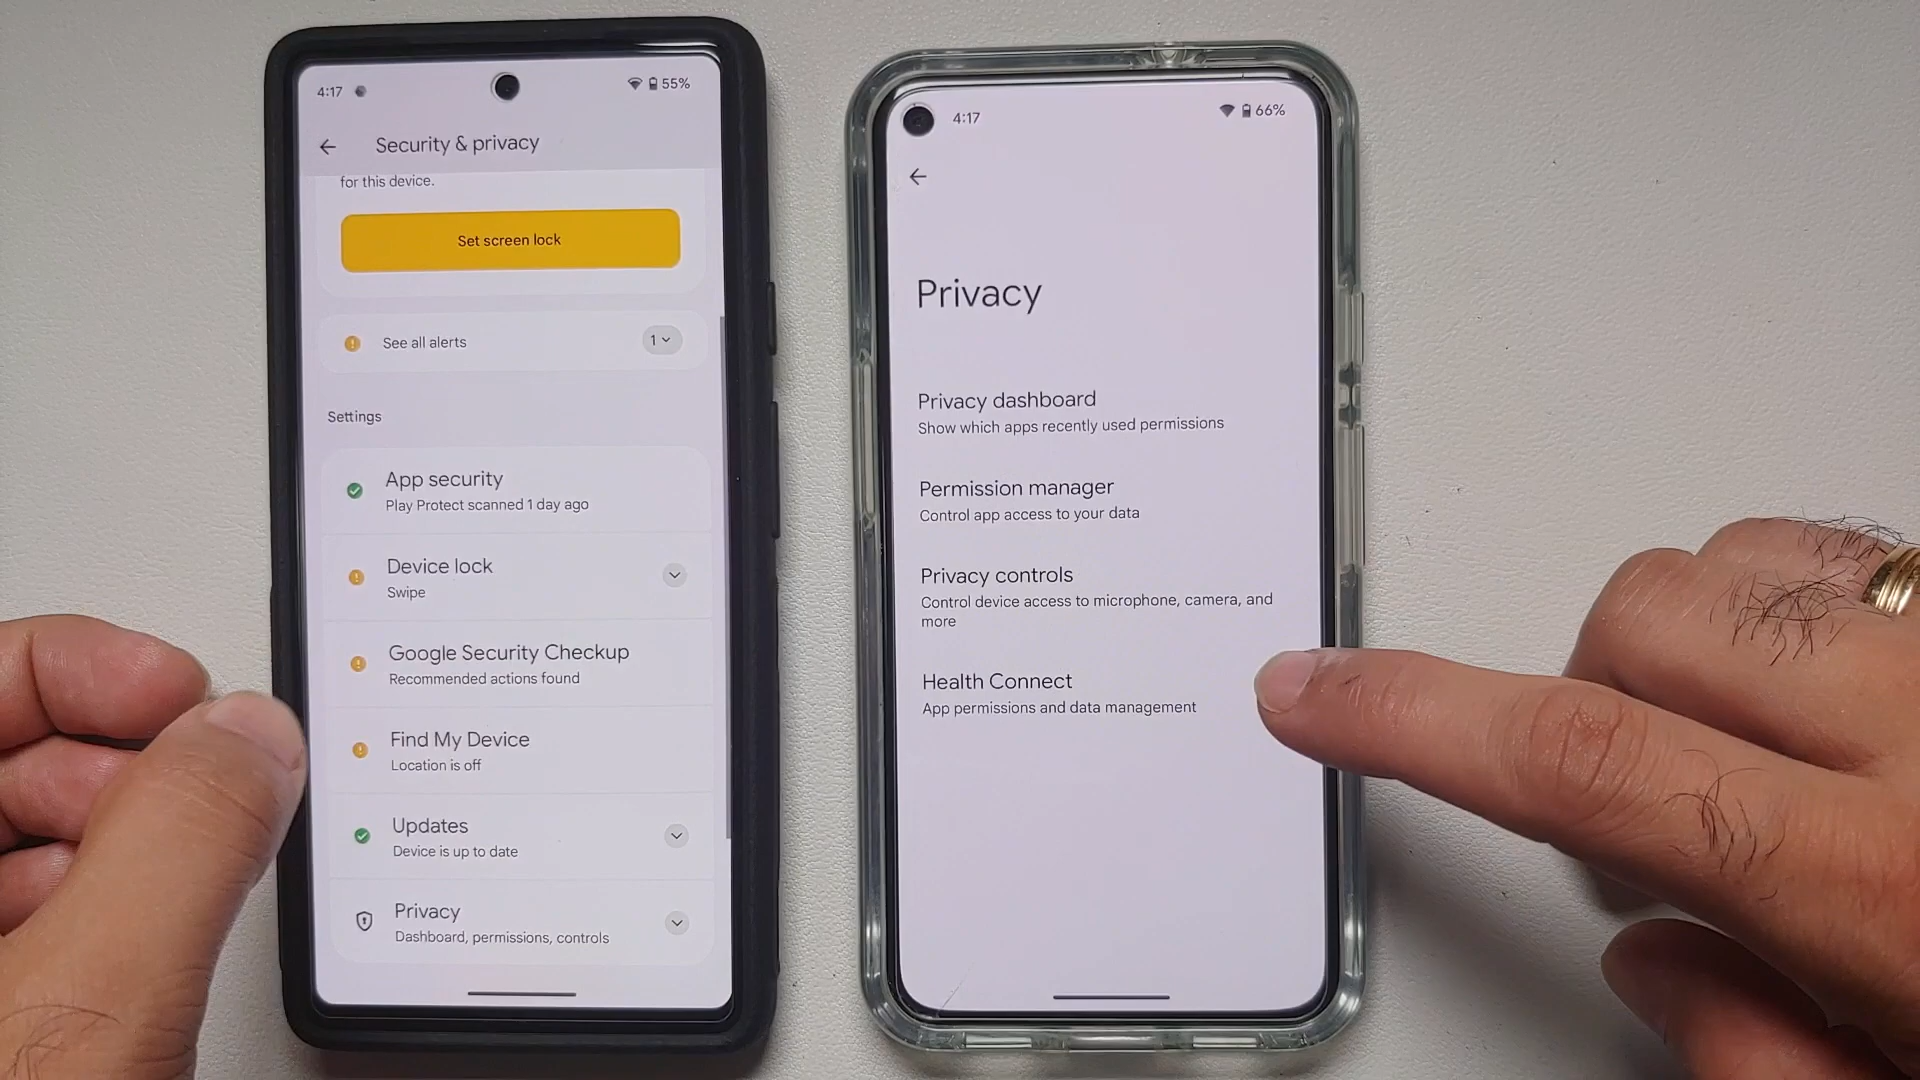 4:17
55%
Security & privacy
for this device.
Set screen lock
See all alerts
1
Settings
App security
Play Protect scanned 1 day ago
Device lock
Swipe
Google Security Checkup
Recommended actions found
Find My Device
Location is off
Updates
Device is up to date
Privacy
Dashboard, permissions, controls
4:17
66%
Privacy
Privacy dashboard
Show which apps recently used permissions
Permission manager
Control app access to your data
Privacy controls
Control device access to microphone, camera, and
more
Health Connect
App permissions and data management